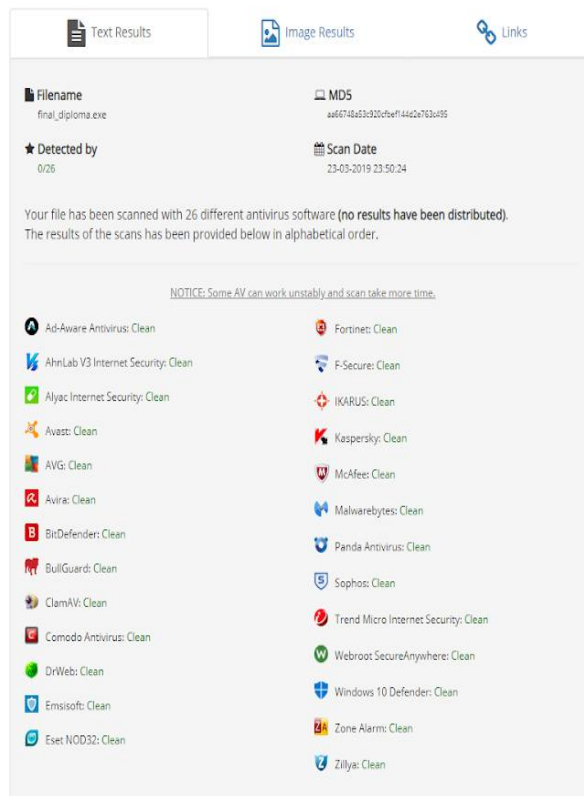 Text Results
Image Results
Links
Filename
final_diploma.exe
MD5
aa66748a53c920cfbef144d2e763c495
Detected by
0/26
Scan Date
23-03-2019 23:50:24
Your file has been scanned with 26 different antivirus software (no results have been distributed).
The results of the scans has been provided below in alphabetical order.
NOTICE: Some AV can work unstably and scan take more time.
Ad-Aware Antivirus: Clean
AhnLab V3 Internet Security: Clean
Alyac Internet Security: Clean
Avast: Clean
AVG: Clean
Avira: Clean
BitDefender: Clean
BullGuard: Clean
ClamAV: Clean
Comodo Antivirus: Clean
DrWeb: Clean
Emsisoft: Clean
Eset NOD32: Clean
Fortinet: Clean
F-Secure: Clean
IKARUS: Clean
Kaspersky: Clean
McAfee: Clean
Malwarebytes: Clean
Panda Antivirus: Clean
Sophos: Clean
Trend Micro Internet Security: Clean
Webroot SecureAnywhere: Clean
Windows 10 Defender: Clean
Zone Alarm: Clean
Zillya: Clean